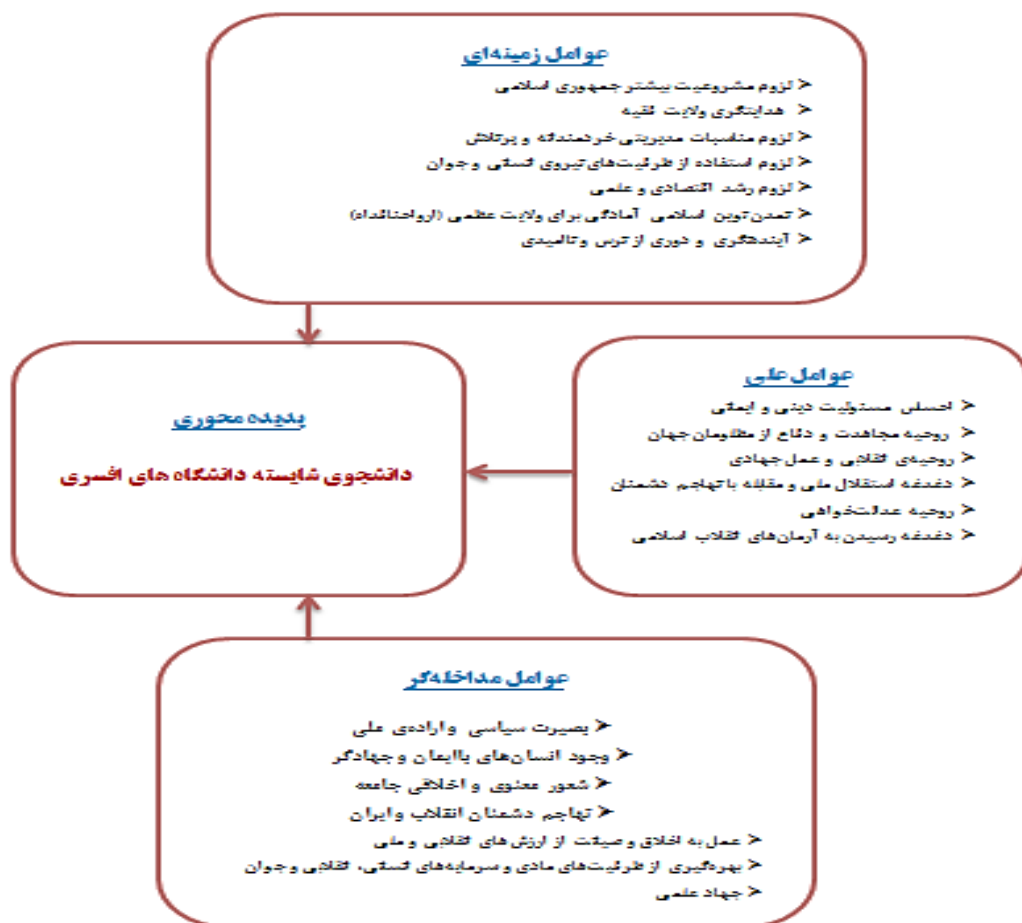 عوامل زمینه‌ای
➢ لزوم مشروعیت بیشتر جمهوری اسلامی
➢ هدایتگری ولایت فقیه
➢ لزوم مناسبات مدیریتی خردمندانه و پرتلاش
➢ لزوم استفاده از ظرفیت‌های نیروی انسانی و جوان
➢ لزوم رشد اقتصادی و علمی
➢ تمدن نوین اسلامی آمادگی برای ولایت عظمی (ارواحنافداه)
➢ آینده‌نگری و دوری از ترس و ناامیدی
عوامل علی
➢ احساس مسئولیت دینی و ایمانی
➢ روحیه مجاهدت و دفاع از مظلومان جهان
➢ روحیه‌ی انقلابی و عمل جهادی
➢ دغدغه استقلال ملی و مقابله با تهاجم دشمنان
➢ روحیه عدالت‌خواهی
➢ دغدغه رسیدن به آرمان‌های انقلاب اسلامی
پدیده محوری
دانشجوی شایسته دانشگاه های افسری
عوامل مداخله‌گر
➢ بصیرت سیاسی و اراده‌ی ملی
➢ وجود انسان‌های باایمان و جهادگر
➢ شعور معنوی و اخلاقی جامعه
➢ تهاجم دشمنان انقلاب و ایران
➢ عمل به اخلاق و صیانت از ارزش‌های انقلابی و ملی
➢ بهره‌گیری از ظرفیت‌های مادی و سرمایه‌های انسانی، انقلابی و جوان
➢ جهاد علمی